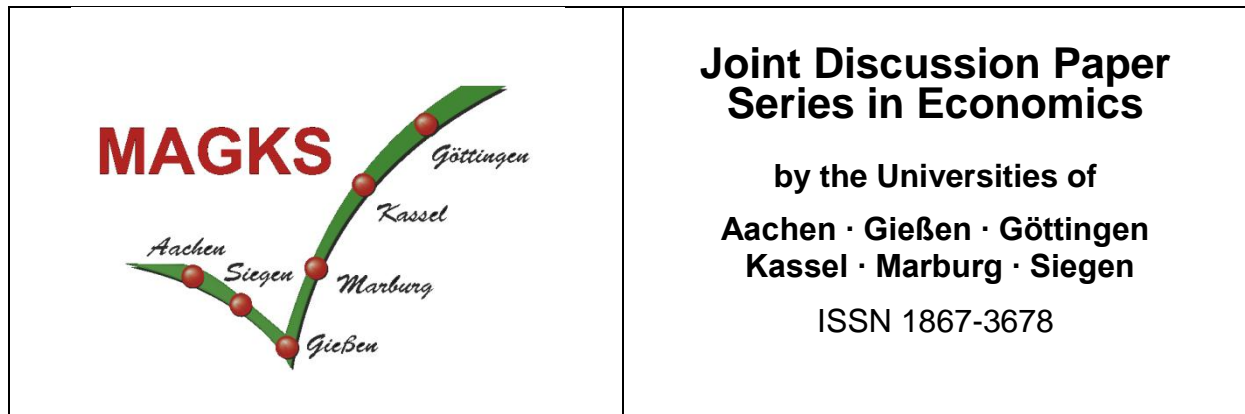 MAGKS
Göttingen
Kassel
Aachen
Siegen
Marburg
Gießen
Joint Discussion Paper
Series in Economics
by the Universities of
Aachen · Gießen · Göttingen
Kassel · Marburg · Siegen
ISSN 1867-3678